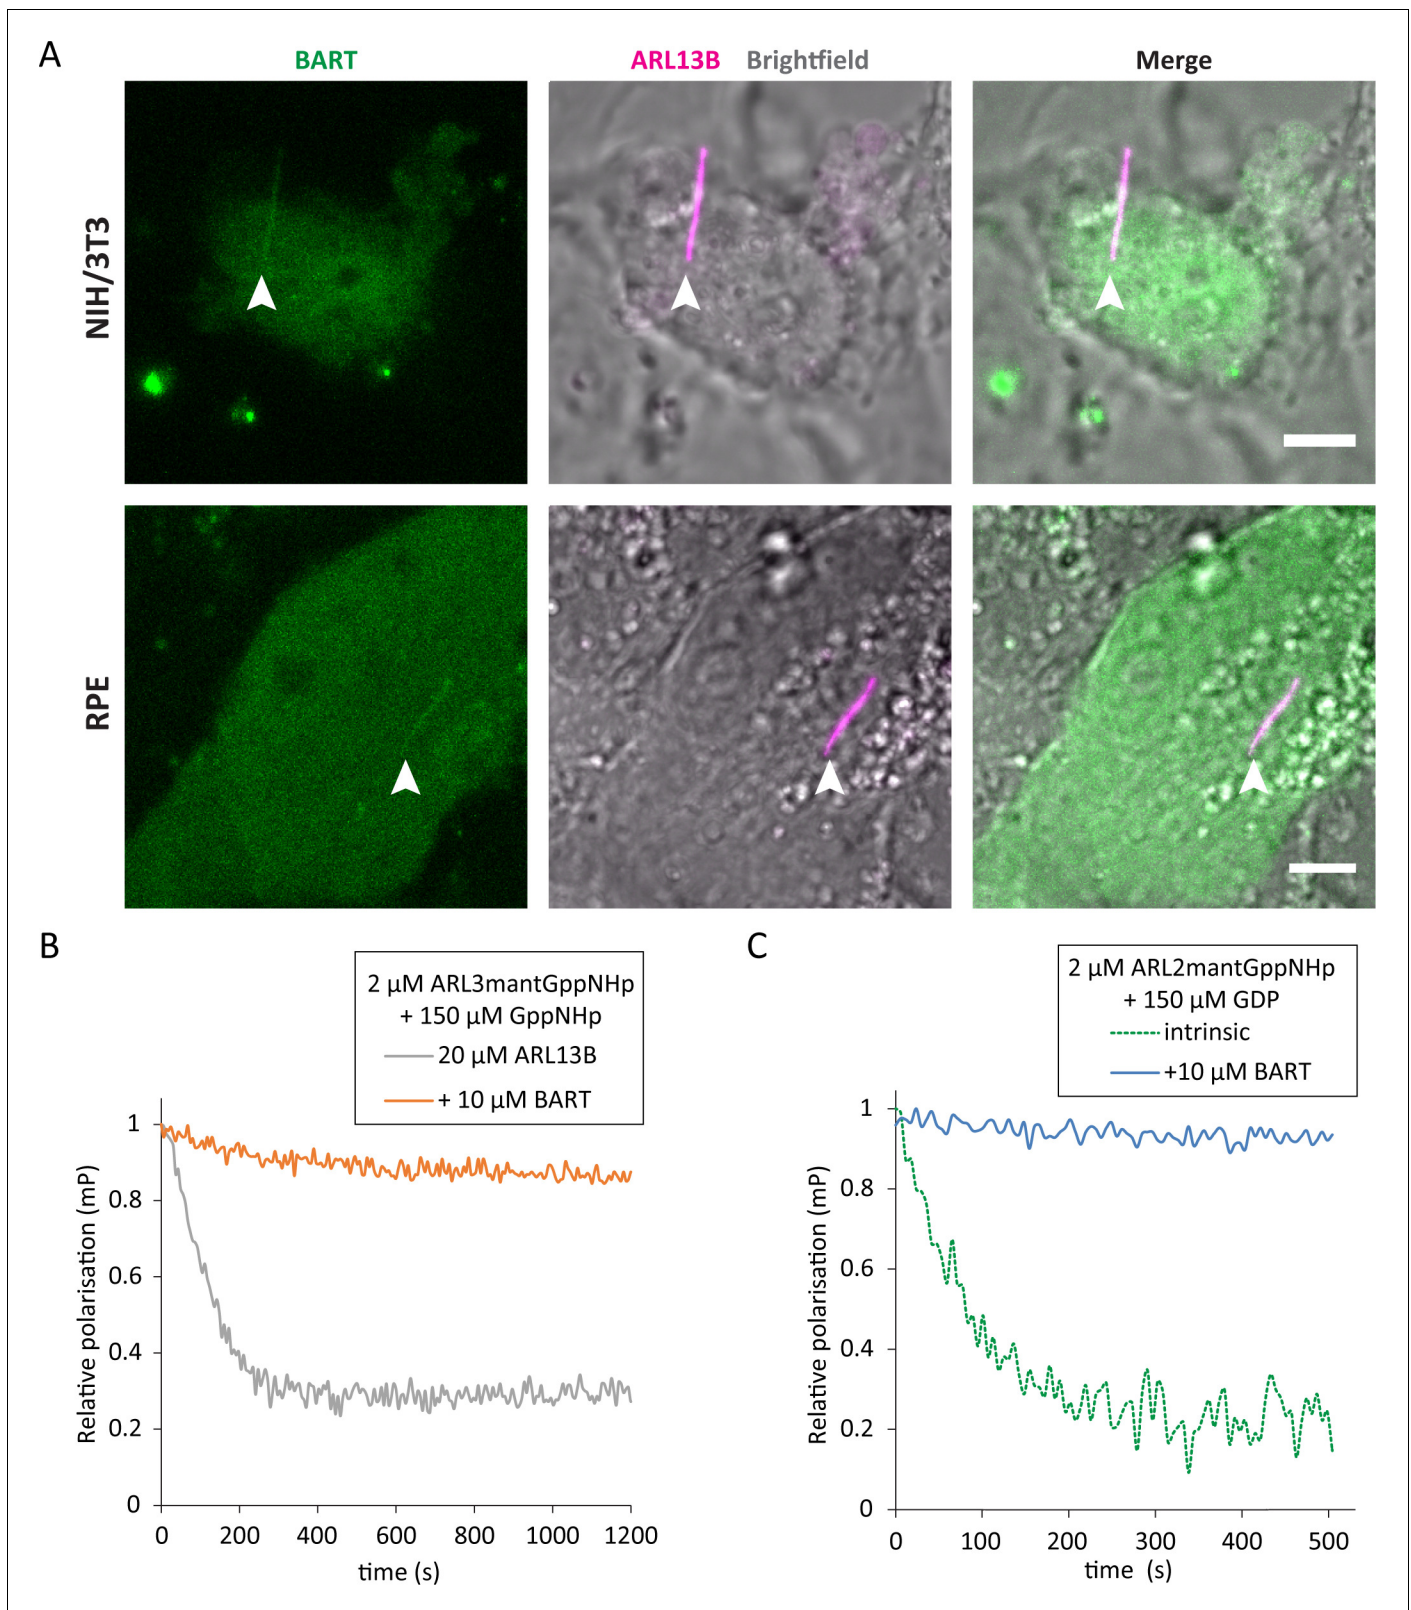 A
BART
ARL13B Brightfield
Merge
NIH/3T3
RPE
B
2 µM ARL3mantGppNHp
+ 150 µM GppNHp
20 µM ARL13B
+ 10 µM BART
Relative polarisation (mP)
1
0.8
0.6
0.4
0.2
0
0 200 400 600 800 1000 1200
time (s)
C
2 µM ARL2mantGppNHp
+ 150 µM GDP
intrinsic
+10 µM BART
Relative polarisation (mP)
1
0.8
0.6
0.4
0.2
0
0 100 200 300 400 500
time (s)